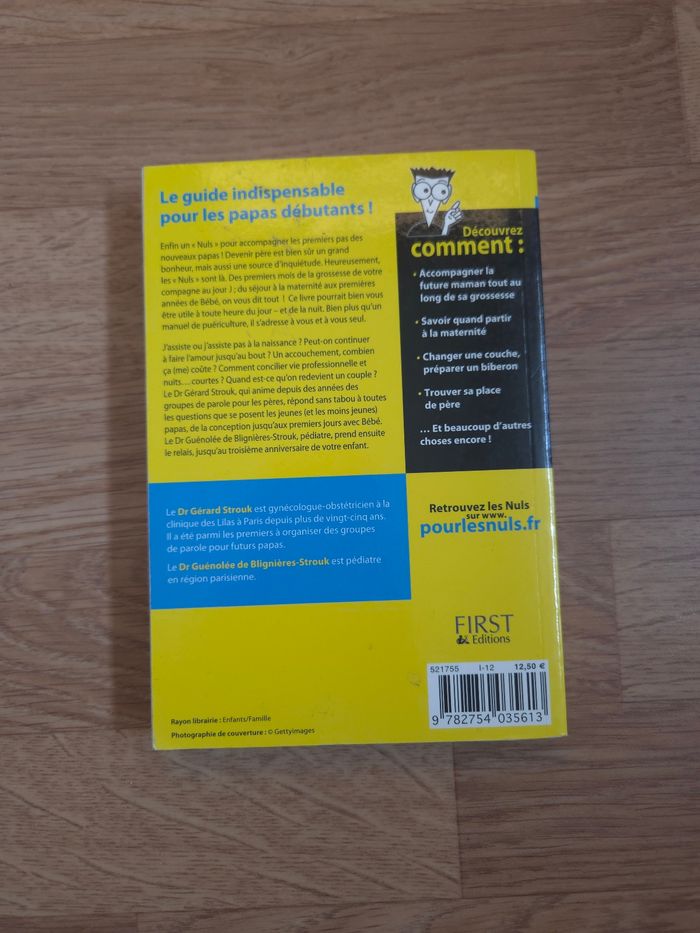 Le guide indispensable
pour les papas débutants !
Enfin un « Nuls » pour accompagner les premiers pas des
nouveaux papas ! Devenir père est bien sûr un grand
bonheur, mais aussi une source d'inquiétude. Heureusement,
les « Nuls » sont là. Des premiers mois de la grossesse de votre
compagne au jour J ; du séjour à la maternité aux premières
années de Bébé, on vous dit tout ! Ce livre pourrait bien vous
être utile à toute heure du jour – et de la nuit. Bien plus qu'un
manuel de puériculture, il s'adresse à vous et à vous seul.
J'assiste ou j'assiste pas à la naissance ? Peut-on continuer
à faire l'amour jusqu'au bout ? Un accouchement, combien
ça (me) coûte ? Comment concilier vie professionnelle et
nuits.... courtes ? Quand est-ce qu'on redevient un couple ?
Le Dr Gérard Strouk, qui anime depuis des années des
groupes de parole pour les pères, répond sans tabou à toutes
les questions que se posent les jeunes (et les moins jeunes)
papas, de la conception jusqu'aux premiers jours avec Bébé.
Le Dr Guénolée de Blignières-Strouk, pédiatre, prend ensuite
le relais, jusqu'au troisième anniversaire de votre enfant.
Découvrez
comment :
• Accompagner la
future maman tout au
long de sa grossesse
• Savoir quand partir
à la maternité
• Changer une couche,
préparer un biberon
• Trouver sa place
de père
... Et beaucoup d'autres
choses encore !
Le Dr Gérard Strouk est gynécologue-obstétricien à la
clinique des Lilas à Paris depuis plus de vingt-cinq ans.
Il a été parmi les premiers à organiser des groupes
de parole pour futurs papas.
Le Dr Guénolée de Blignières-Strouk est pédiatre
en région parisienne.
Retrouvez les Nuls
sur www.
pourlesnuls.fr
FIRST
& Editions
521755 I-12 12,50 €
9 782754 035613
Rayon librairie : Enfants/Famille
Photographie de couverture : © Gettyimages